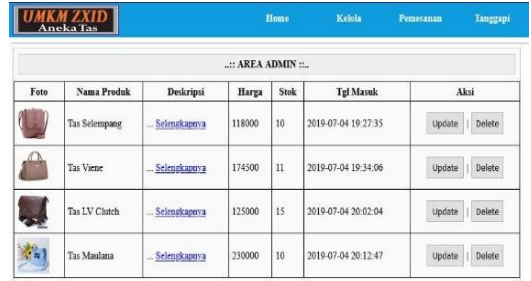 UMKM ZXID
Aneka Tas
Home Kelola Pemesanan Tanggapi
..:: AREA ADMIN ::..
Foto Nama Produk Deskripsi Harga Stok Tgl Masuk Aksi
Tas Selempang ... Selengkapnya 118000 10 2019-07-04 19:27:35 Update | Delete
Tas Viene ... Selengkapnya 174500 11 2019-07-04 19:34:06 Update | Delete
Tas LV Clutch ... Selengkapnya 125000 15 2019-07-04 20:02:04 Update | Delete
Tas Maulana ... Selengkapnya 230000 10 2019-07-04 20:12:47 Update | Delete